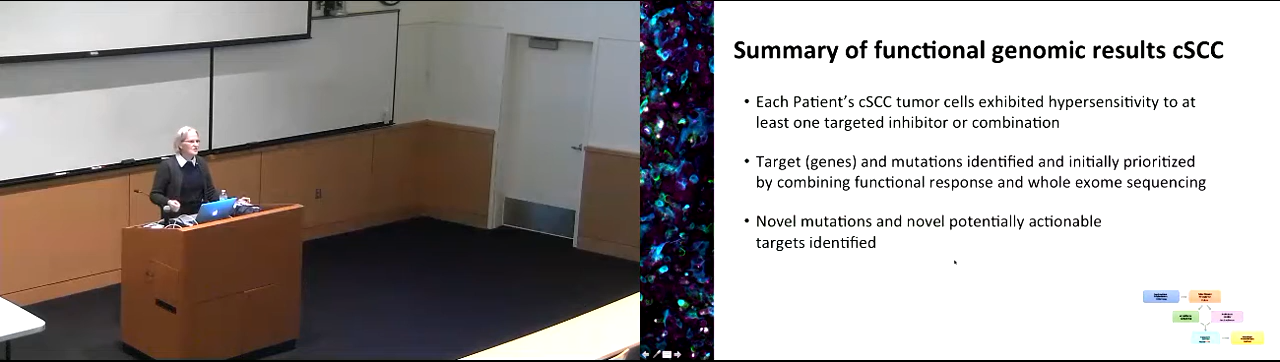 Summary of functional genomic results cSCC
• Each Patient's cSCC tumor cells exhibited hypersensitivity to at
least one targeted inhibitor or combination
• Target (genes) and mutations identified and initially prioritized
by combining functional response and whole exome sequencing
• Novel mutations and novel potentially actionable
targets identified